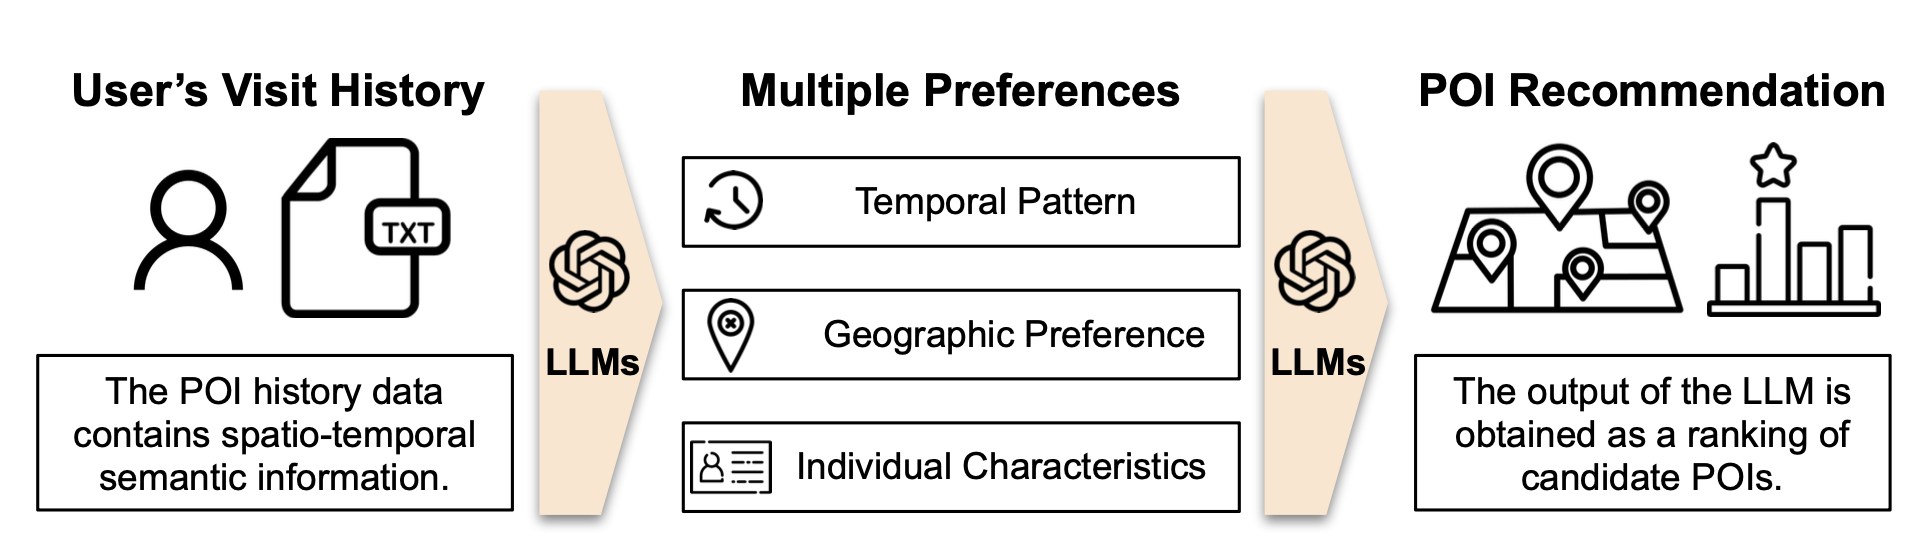 User’s Visit History
TXT
The POI history data
contains spatio-temporal
semantic information.
LLMs
Multiple Preferences
Temporal Pattern
Geographic Preference
Individual Characteristics
LLMs
POI Recommendation
The output of the LLM is
obtained as a ranking of
candidate POIs.